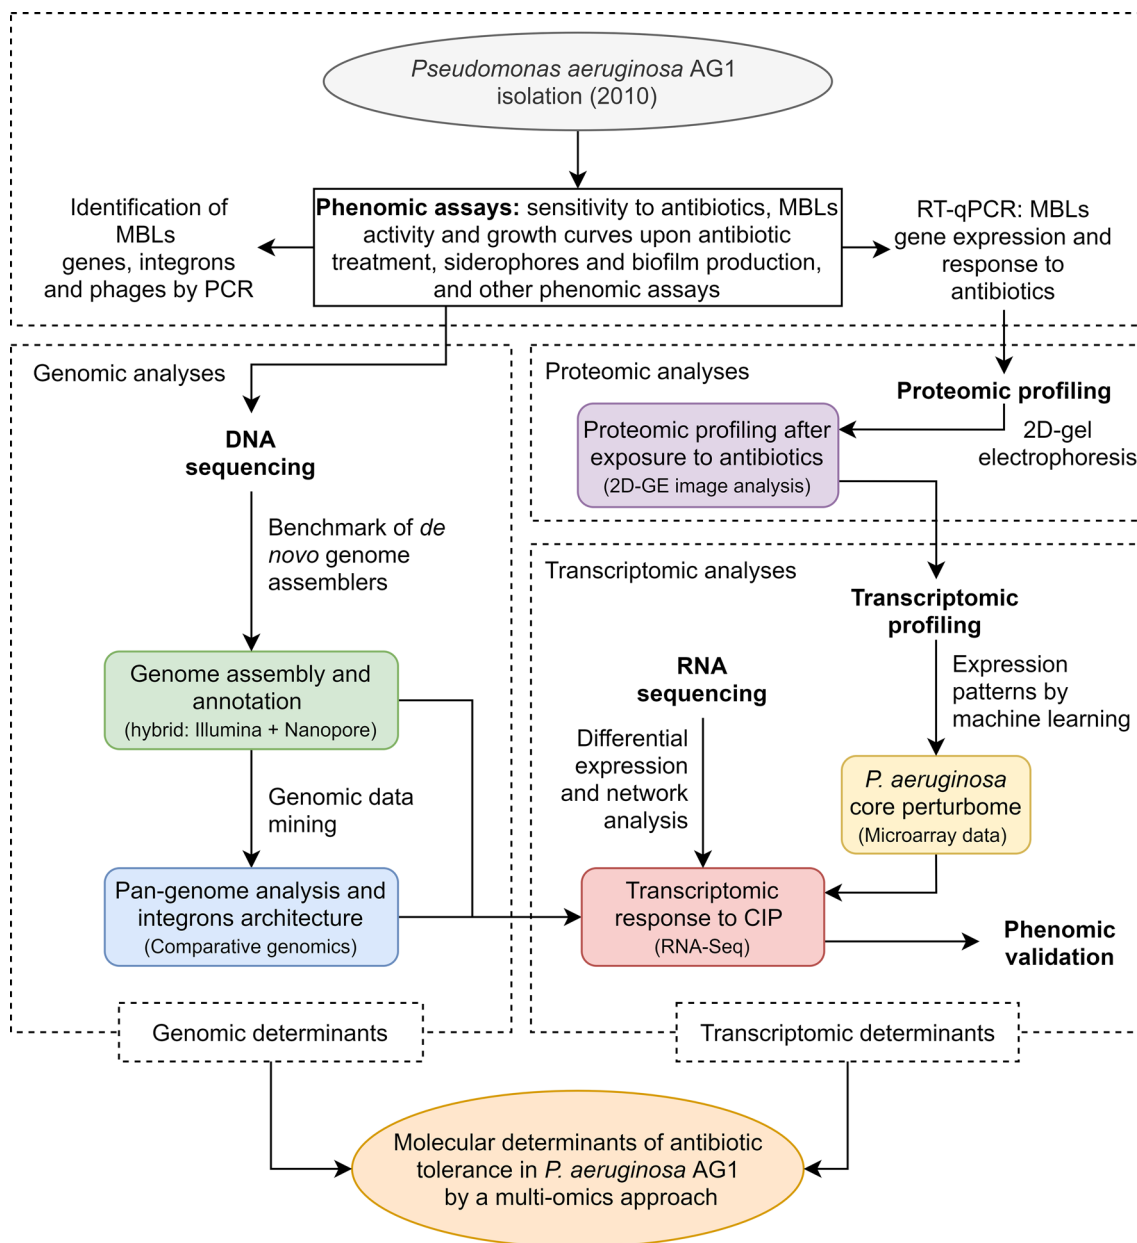 Pseudomonas aeruginosa AG1
isolation (2010)
Identification of
MBLs
genes, integrons
and phages by PCR
Phenomic assays: sensitivity to antibiotics, MBLs
activity and growth curves upon antibiotic
treatment, siderophores and biofilm production,
and other phenomic assays
RT-qPCR: MBLs
gene expression and
response to
antibiotics
Genomic analyses
DNA
sequencing
Benchmark of de
novo genome
assemblers
Genome assembly and
annotation
(hybrid: Illumina + Nanopore)
Genomic data
mining
Pan-genome analysis and
integrons architecture
(Comparative genomics)
Proteomic analyses
Proteomic profiling
2D-gel
electrophoresis
Proteomic profiling after
exposure to antibiotics
(2D-GE image analysis)
Transcriptomic analyses
Transcriptomic
profiling
Expression
patterns by
machine learning
RNA
sequencing
Differential
expression
and network
analysis
P. aeruginosa
core perturbome
(Microarray data)
Transcriptomic
response to CIP
(RNA-Seq)
Phenomic
validation
Genomic determinants
Transcriptomic determinants
Molecular determinants of antibiotic
tolerance in P. aeruginosa AG1
by a multi-omics approach